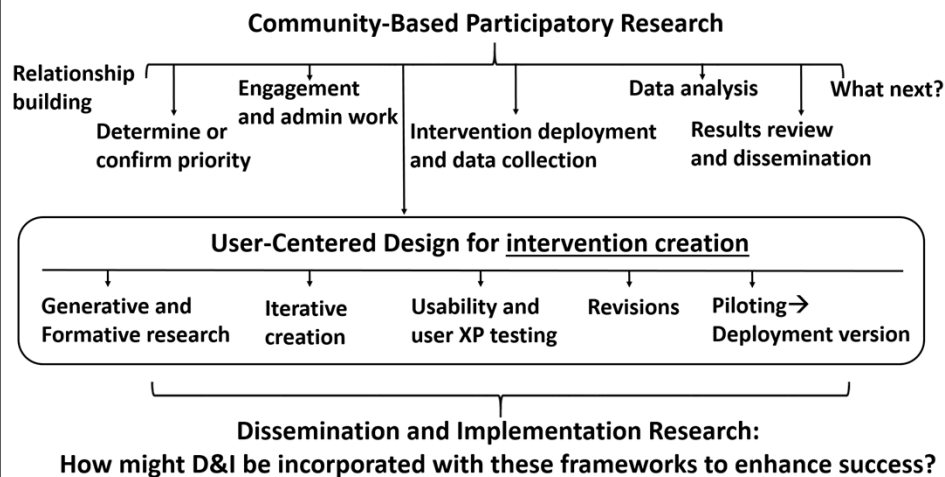 Community-Based Participatory Research
Relationship
building
Determine or
confirm priority
Engagement
and admin work
Intervention deployment
and data collection
Data analysis
Results review
and dissemination
What next?
User-Centered Design for intervention creation
Generative and
Formative research
Iterative
creation
Usability and
user XP testing
Revisions
Piloting→
Deployment version
Dissemination and Implementation Research:
How might D&I be incorporated with these frameworks to enhance success?